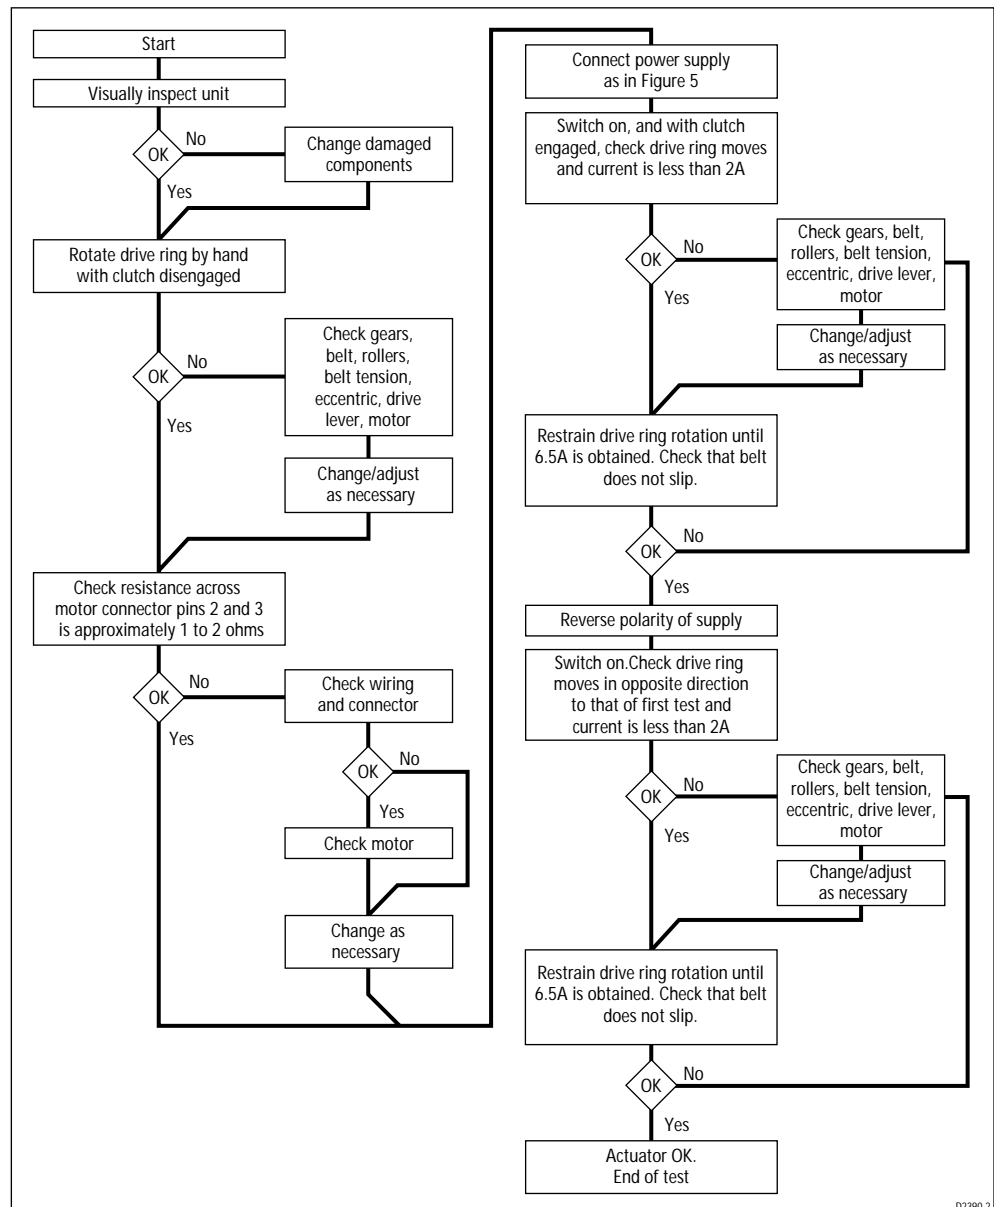 Start
Visually inspect unit
OK
No
Yes
Change damaged
components
Rotate drive ring by hand
with clutch disengaged
OK
No
Yes
Check gears,
belt, rollers,
belt tension,
eccentric, drive
lever, motor
Change/adjust
as necessary
Check resistance across
motor connector pins 2 and 3
is approximately 1 to 2 ohms
OK
No
Yes
Check wiring
and connector
OK
No
Yes
Check motor
Change as
necessary
Connect power supply
as in Figure 5
Switch on, and with clutch
engaged, check drive ring moves
and current is less than 2A
OK
No
Yes
Check gears, belt,
rollers, belt tension,
eccentric, drive lever,
motor
Change/adjust
as necessary
Restrain drive ring rotation until
6.5A is obtained. Check that belt
does not slip.
OK
No
Yes
Reverse polarity of supply
Switch on.Check drive ring
moves in opposite direction
to that of first test and
current is less than 2A
OK
No
Yes
Check gears, belt,
rollers, belt tension,
eccentric, drive lever,
motor
Change/adjust
as necessary
Restrain drive ring rotation until
6.5A is obtained. Check that belt
does not slip.
OK
No
Yes
Actuator OK.
End of test
D2390-2